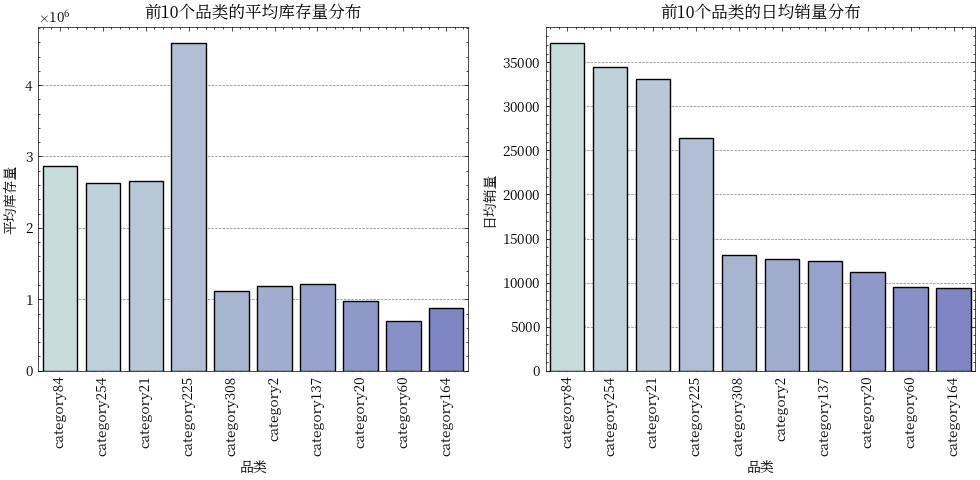 前10个品类的平均库存量分布
×10⁶
平均库存量
4
3
2
1
0
category84
category254
category21
category225
category308
category2
category137
category20
category60
category164
品类
前10个品类的日均销量分布
日均销量
35000
30000
25000
20000
15000
10000
5000
0
category84
category254
category21
category225
category308
category2
category137
category20
category60
category164
品类